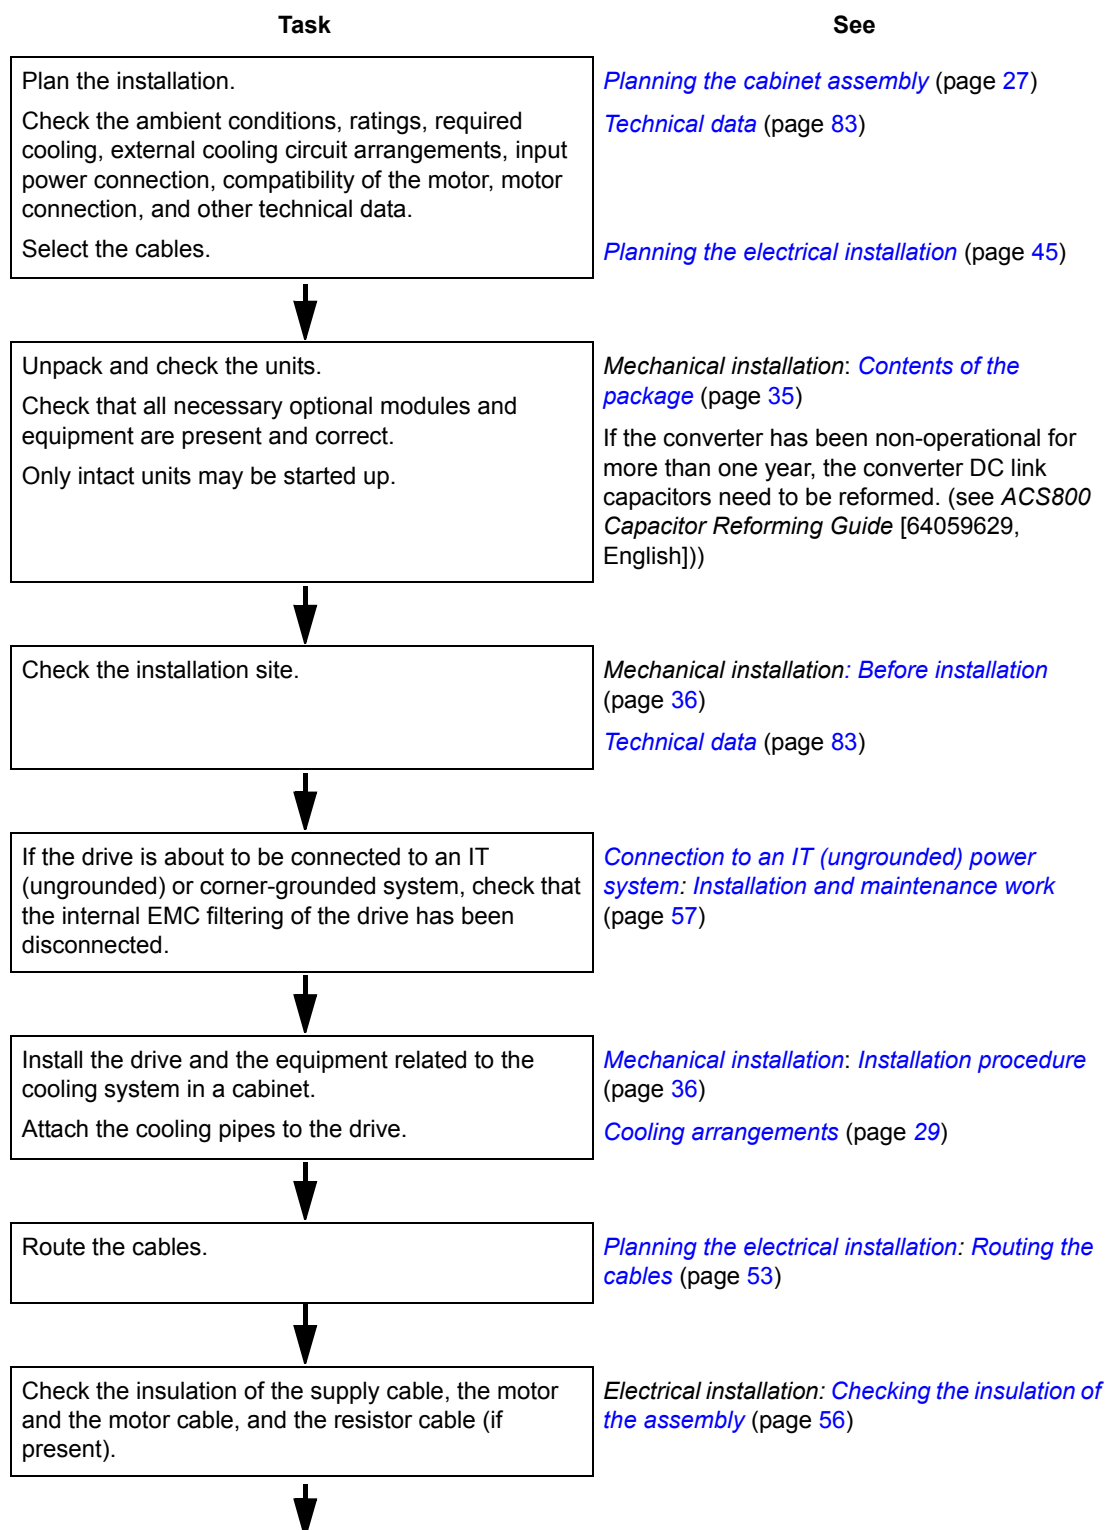 Task
See
Plan the installation.
Planning the cabinet assembly (page 27)
Check the ambient conditions, ratings, required
cooling, external cooling circuit arrangements, input
power connection, compatibility of the motor, motor
connection, and other technical data.
Technical data (page 83)
Select the cables.
Planning the electrical installation (page 45)
Unpack and check the units.
Check that all necessary optional modules and
equipment are present and correct.
Only intact units may be started up.
Mechanical installation: Contents of the
package (page 35)
If the converter has been non-operational for
more than one year, the converter DC link
capacitors need to be reformed. (see ACS800
Capacitor Reforming Guide [64059629,
English]))
Check the installation site.
Mechanical installation: Before installation
(page 36)
Technical data (page 83)
If the drive is about to be connected to an IT
(ungrounded) or corner-grounded system, check that
the internal EMC filtering of the drive has been
disconnected.
Connection to an IT (ungrounded) power
system: Installation and maintenance work
(page 57)
Install the drive and the equipment related to the
cooling system in a cabinet.
Attach the cooling pipes to the drive.
Mechanical installation: Installation procedure
(page 36)
Cooling arrangements (page 29)
Route the cables.
Planning the electrical installation: Routing the
cables (page 53)
Check the insulation of the supply cable, the motor
and the motor cable, and the resistor cable (if
present).
Electrical installation: Checking the insulation of
the assembly (page 56)